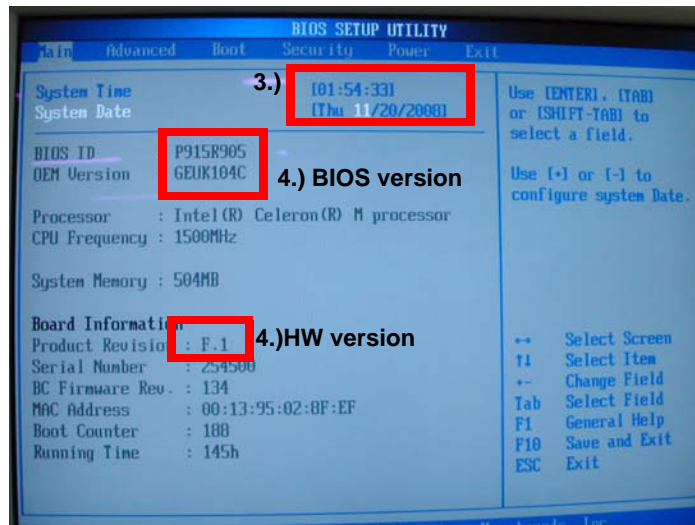 BIOS SETUP UTILITY
Main Advanced Boot Security Power Exit
System Time [01:54:33]
System Date [Thu 11/20/2008]
3.)
BIOS ID P915R905
OEM Version GEUK104C
4.) BIOS version
Processor : Intel(R) Celeron(R) M processor
CPU Frequency : 1500MHz
System Memory : 504MB
Board Information
Product Revision : F.1
4.)HW version
Serial Number : 254500
BC Firmware Rev. : 134
MAC Address : 00:13:95:02:8F:EF
Boot Counter : 188
Running Time : 145h
Use [ENTER], [TAB]
or [SHIFT-TAB] to
select a field.
Use [+] or [-] to
configure system Date.
↔ Select Screen
↑↓ Select Item
+- Change Field
Tab Select Field
F1 General Help
F10 Save and Exit
ESC Exit